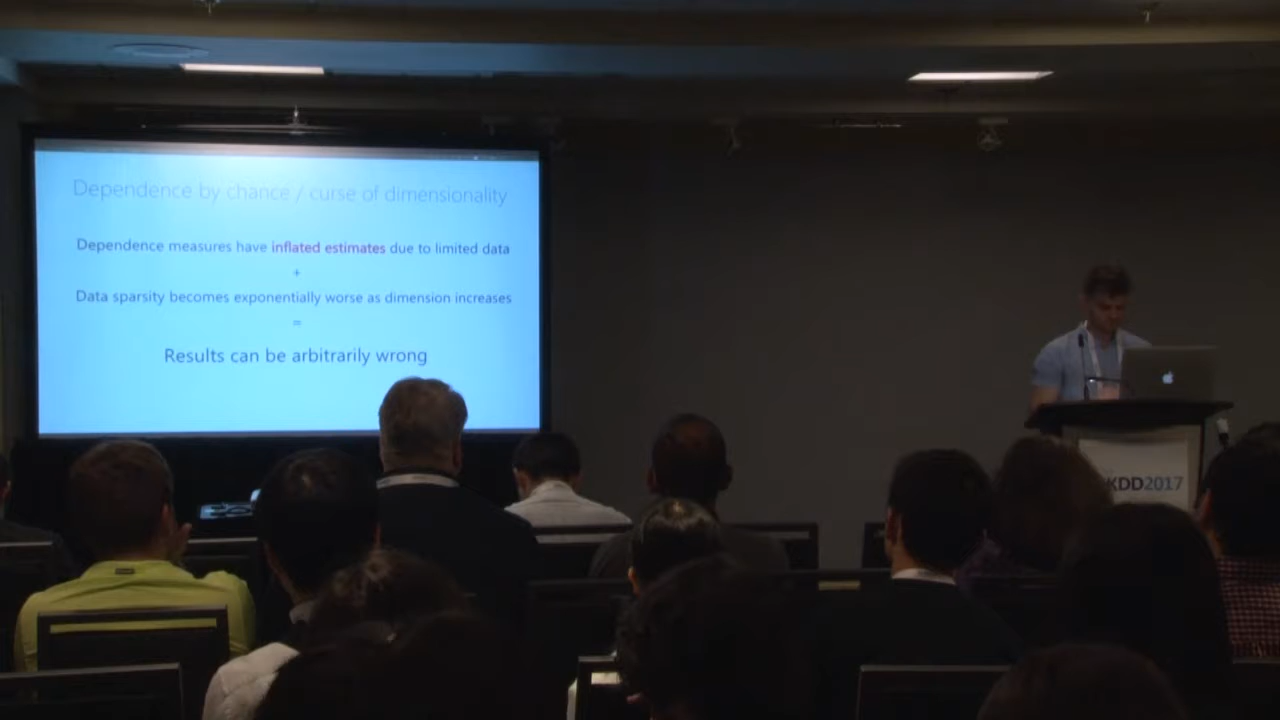 Dependence by chance / curse of dimensionality
Dependence measures have inflated estimates due to limited data
+
Data sparsity becomes exponentially worse as dimension increases
=
Results can be arbitrarily wrong
KDD2017